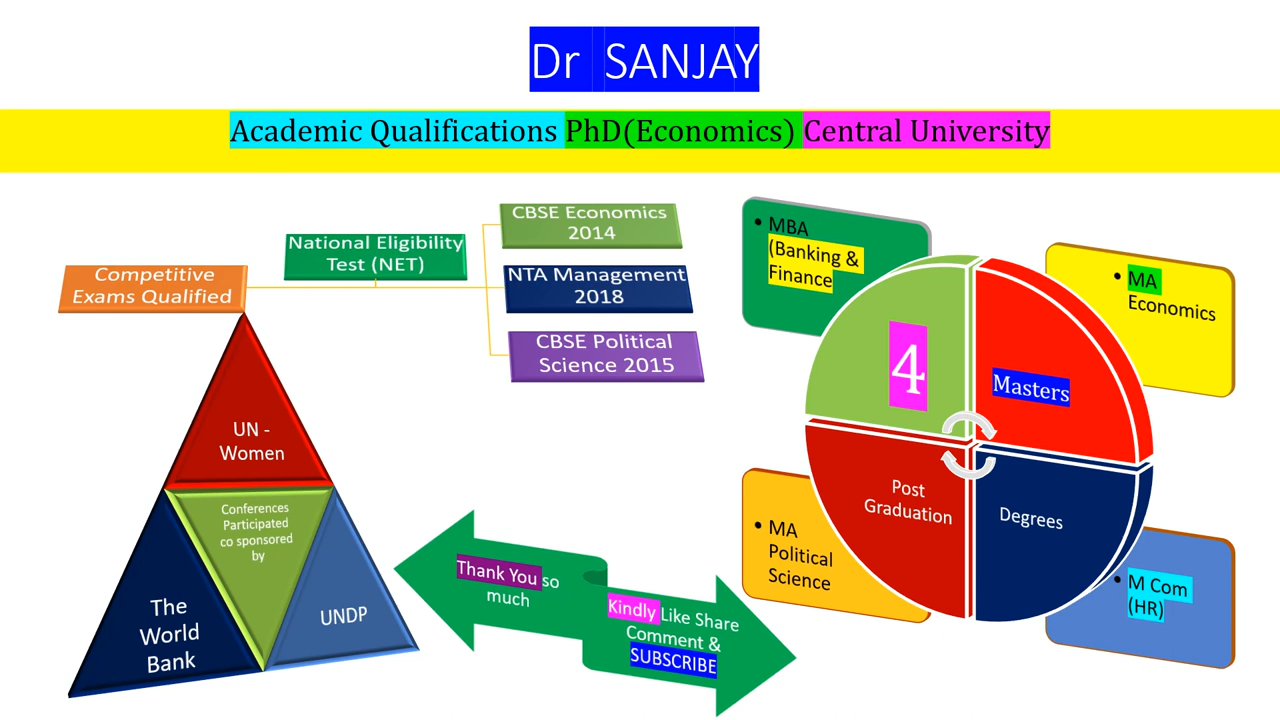 Dr SANJAY
Academic Qualifications PhD(Economics) Central University
Competitive
Exams Qualified
National Eligibility
Test (NET)
CBSE Economics
2014
NTA Management
2018
CBSE Political
Science 2015
UN -
Women
Conferences
Participated
co sponsored
by
The
World
Bank
UNDP
Thank You so
much
Kindly Like Share
Comment &
SUBSCRIBE
• MBA
(Banking &
Finance
• MA
Economics
4
Masters
Post
Graduation
Degrees
• MA
Political
Science
• M Com
(HR)